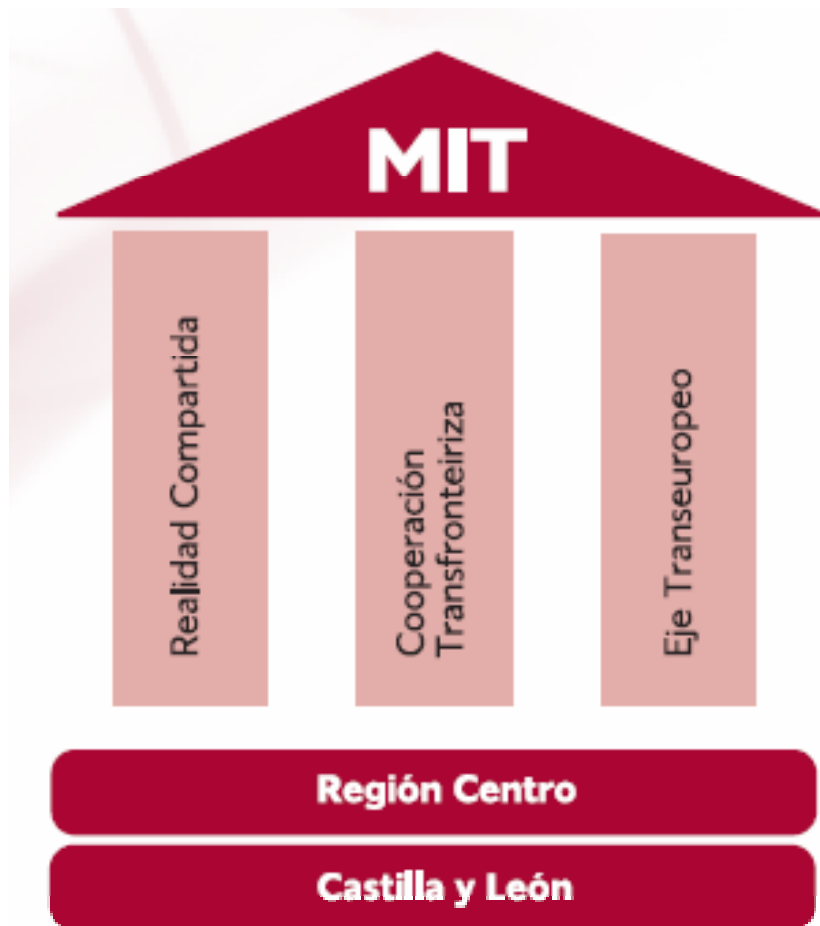 MIT
Realidad Compartida
Cooperación
Transfronteiriza
Eje Transeuropeo
Región Centro
Castilla y León